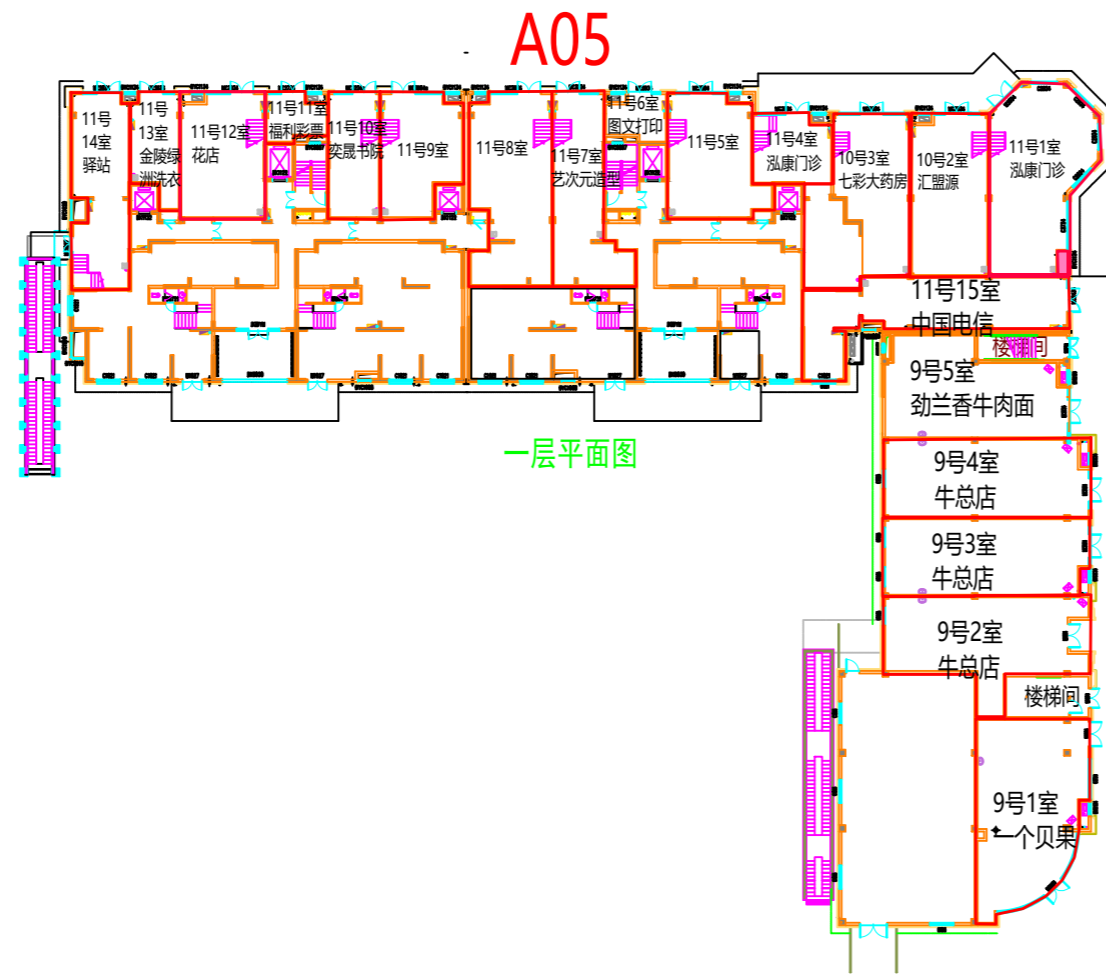 A05
11号
14室
驿站
11号
13室
金陵绿
洲洗衣
11号12室
花店
11号11室
福利彩票
11号10室
奕晟书院
11号9室
11号8室
11号7室
艺次元造型
11号6室
图文打印
11号5室
11号4室
泓康门诊
10号3室
七彩大药房
10号2室
汇盟源
11号1室
泓康门诊
11号15室
中国电信
楼梯间
9号5室
劲兰香牛肉面
一层平面图
9号4室
牛总店
9号3室
牛总店
9号2室
牛总店
楼梯间
9号1室
一个贝果